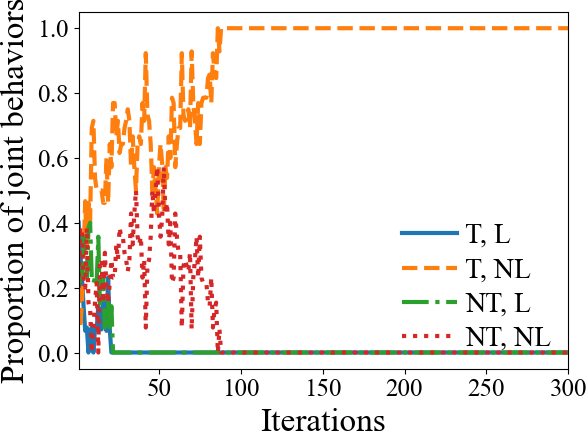 Proportion of joint behaviors
1.0
0.8
0.6
0.4
0.2
0.0
T, L
T, NL
NT, L
NT, NL
50 100 150 200 250 300
Iterations